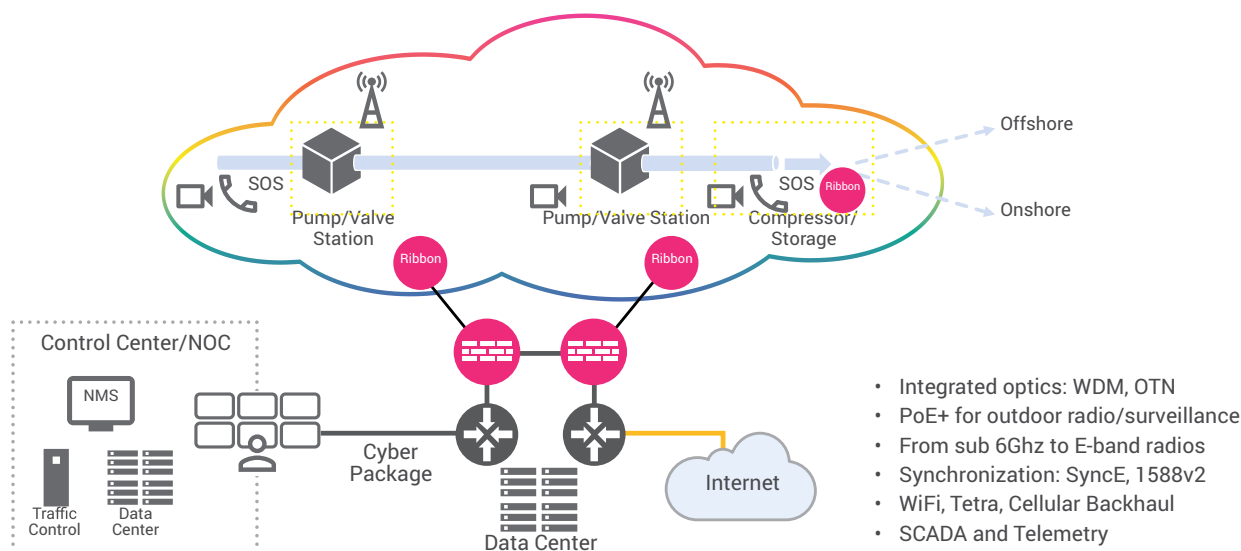 Offshore
SOS
SOS
Ribbon
Onshore
Pump/Valve
Station
Pump/Valve Station
Compressor/
Storage
Ribbon
Ribbon
Control Center/NOC
NMS
Traffic
Control
Data
Center
Cyber
Package
Data Center
Internet
• Integrated optics: WDM, OTN
• PoE+ for outdoor radio/surveillance
• From sub 6Ghz to E-band radios
• Synchronization: SyncE, 1588v2
• WiFi, Tetra, Cellular Backhaul
• SCADA and Telemetry